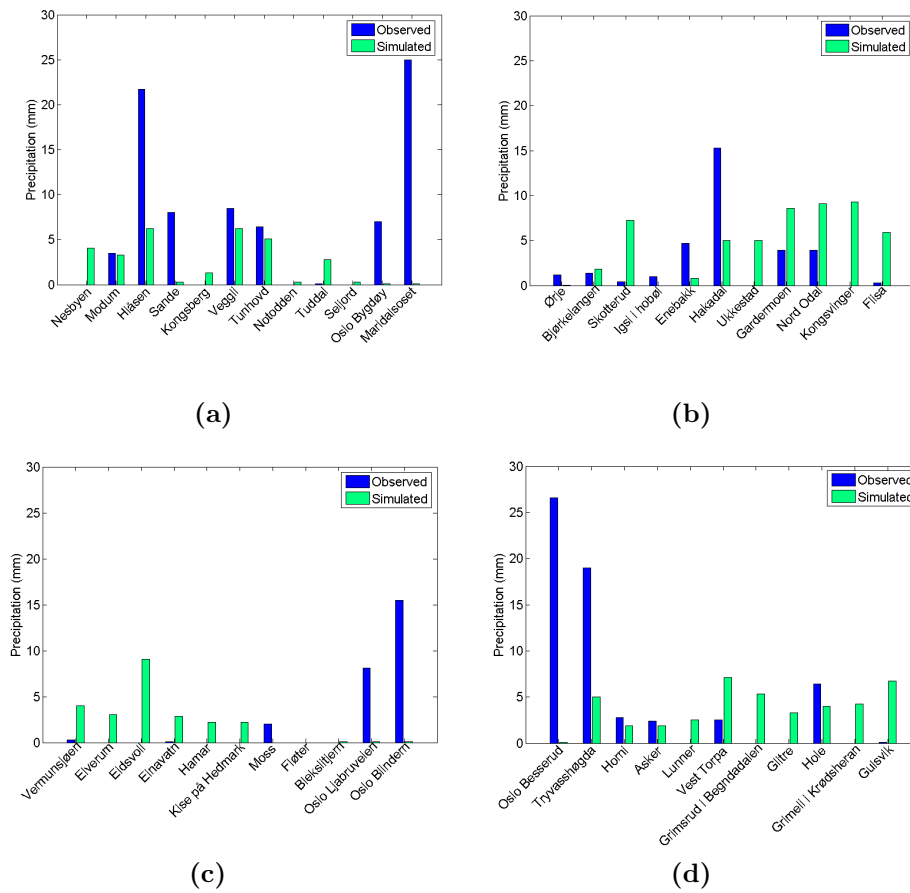 30
25
20
15
10
5
0
Precipitation (mm)
Observed
Simulated
Nesbyen
Modum
Hiåsen
Sande
Kongsberg
Veggli
Tunhovd
Notodden
Tuddal
Seljord
Oslo Bygdøy
Maridalsoset
(a)
30
25
20
15
10
5
0
Precipitation (mm)
Observed
Simulated
Ørje
Bjørkelangen
Skotterud
Igsi i hobøl
Enebakk
Hakadal
Ukkestad
Gardermoen
Nord Odal
Kongsvinger
Flisa
(b)
30
25
20
15
10
5
0
Precipitation (mm)
Observed
Simulated
Vermunsjøen
Elverum
Eidsvoll
Einavatn
Hamar
Kise på Hedmark
Moss
Fløter
Blekslitjern
Oslo Ljabruveien
Oslo Blindern
(c)
30
25
20
15
10
5
0
Precipitation (mm)
Observed
Simulated
Oslo Besserud
Tryvasshøgda
Horni
Asker
Lunner
Vest Torpa
Grimsrud i Begndadalen
Glitre
Hole
Grimeli i Krødsheran
Gulsvik
(d)